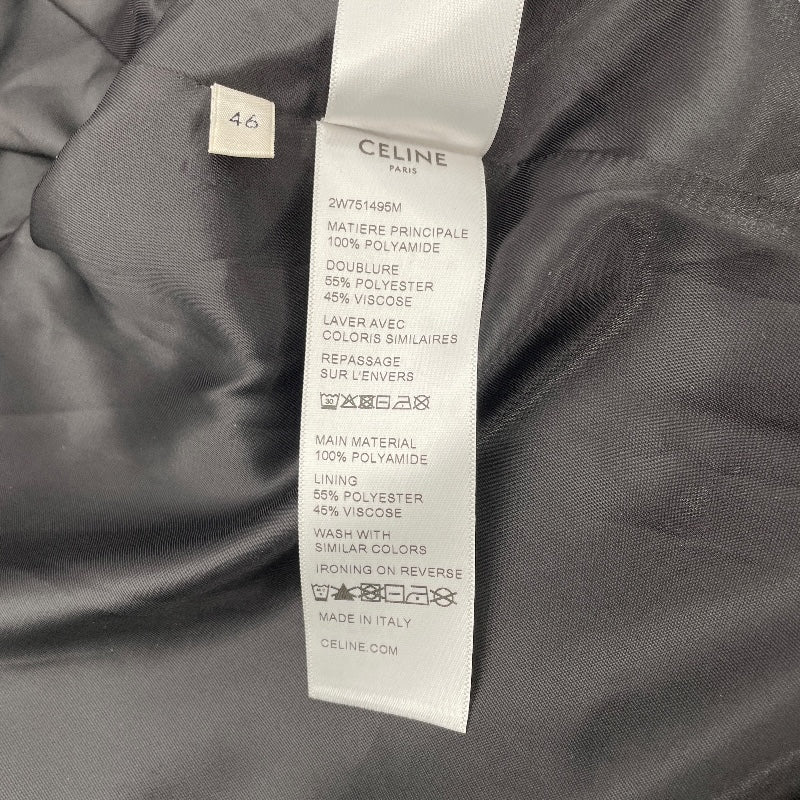 46
CELINE
PARIS
2W751495M
MATIERE PRINCIPALE
100% POLYAMIDE
DOUBLURE
55% POLYESTER
45% VISCOSE
LAVER AVEC
COLORIS SIMILAIRES
REPASSAGE
SUR L'ENVERS
30
MAIN MATERIAL
100% POLYAMIDE
LINING
55% POLYESTER
45% VISCOSE
WASH WITH
SIMILAR COLORS
IRONING ON REVERSE
MADE IN ITALY
CELINE.COM